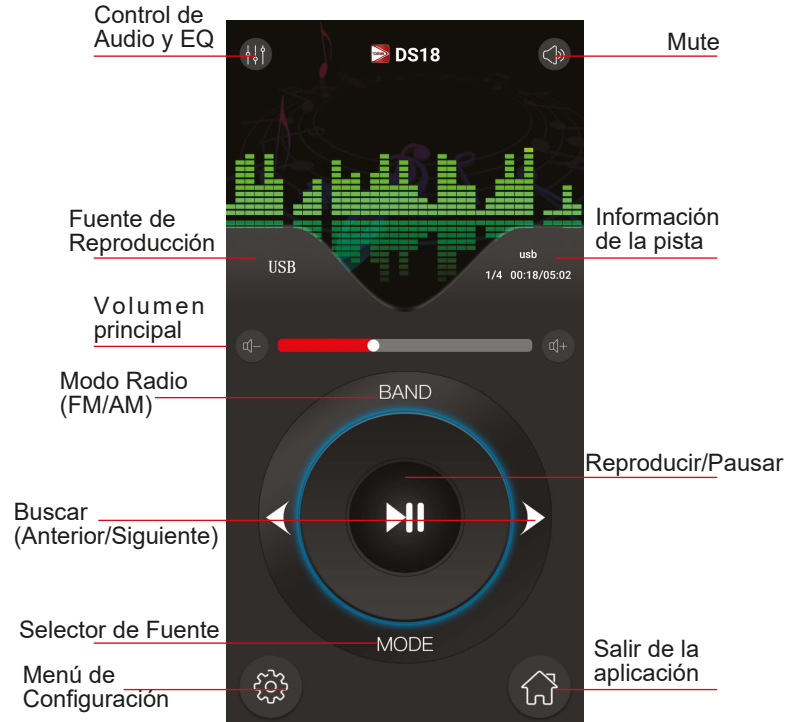 Control de
Audio y EQ
DS18
Mute
Fuente de
Reproducción
USB
Información
de la pista
usb
1/4 00:18/05:02
Volumen
principal
Modo Radio
(FM/AM)
BAND
Reproducir/Pausar
Buscar
(Anterior/Siguiente)
Selector de Fuente
MODE
Menú de
Configuración
Salir de la
aplicación